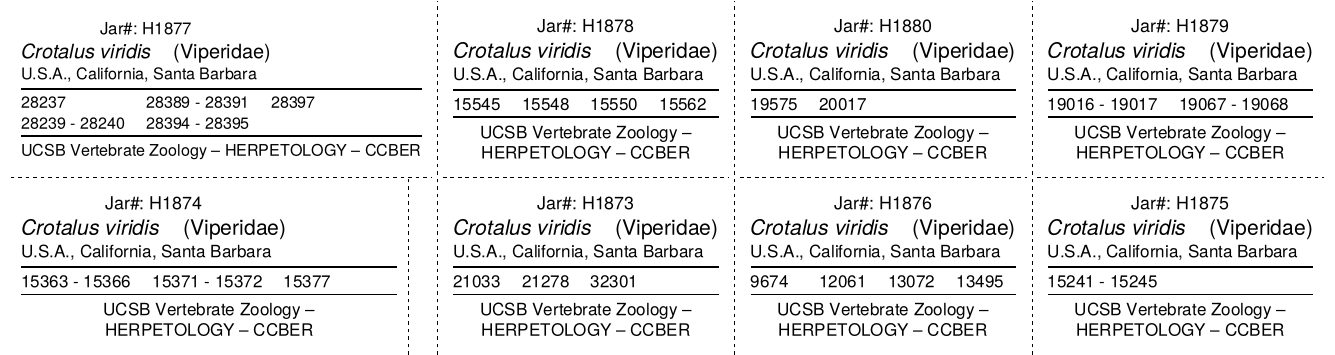 Jar#: H1877
Crotalus viridis (Viperidae)
U.S.A., California, Santa Barbara
28237 28389 - 28391 28397
28239 - 28240 28394 - 28395
UCSB Vertebrate Zoology – HERPETOLOGY – CCBER
Jar#: H1878
Crotalus viridis (Viperidae)
U.S.A., California, Santa Barbara
15545 15548 15550 15562
UCSB Vertebrate Zoology –
HERPETOLOGY – CCBER
Jar#: H1880
Crotalus viridis (Viperidae)
U.S.A., California, Santa Barbara
19575 20017
UCSB Vertebrate Zoology –
HERPETOLOGY – CCBER
Jar#: H1879
Crotalus viridis (Viperidae)
U.S.A., California, Santa Barbara
19016 - 19017 19067 - 19068
UCSB Vertebrate Zoology –
HERPETOLOGY – CCBER
Jar#: H1874
Crotalus viridis (Viperidae)
U.S.A., California, Santa Barbara
15363 - 15366 15371 - 15372 15377
UCSB Vertebrate Zoology –
HERPETOLOGY – CCBER
Jar#: H1873
Crotalus viridis (Viperidae)
U.S.A., California, Santa Barbara
21033 21278 32301
UCSB Vertebrate Zoology –
HERPETOLOGY – CCBER
Jar#: H1876
Crotalus viridis (Viperidae)
U.S.A., California, Santa Barbara
9674 12061 13072 13495
UCSB Vertebrate Zoology –
HERPETOLOGY – CCBER
Jar#: H1875
Crotalus viridis (Viperidae)
U.S.A., California, Santa Barbara
15241 - 15245
UCSB Vertebrate Zoology –
HERPETOLOGY – CCBER